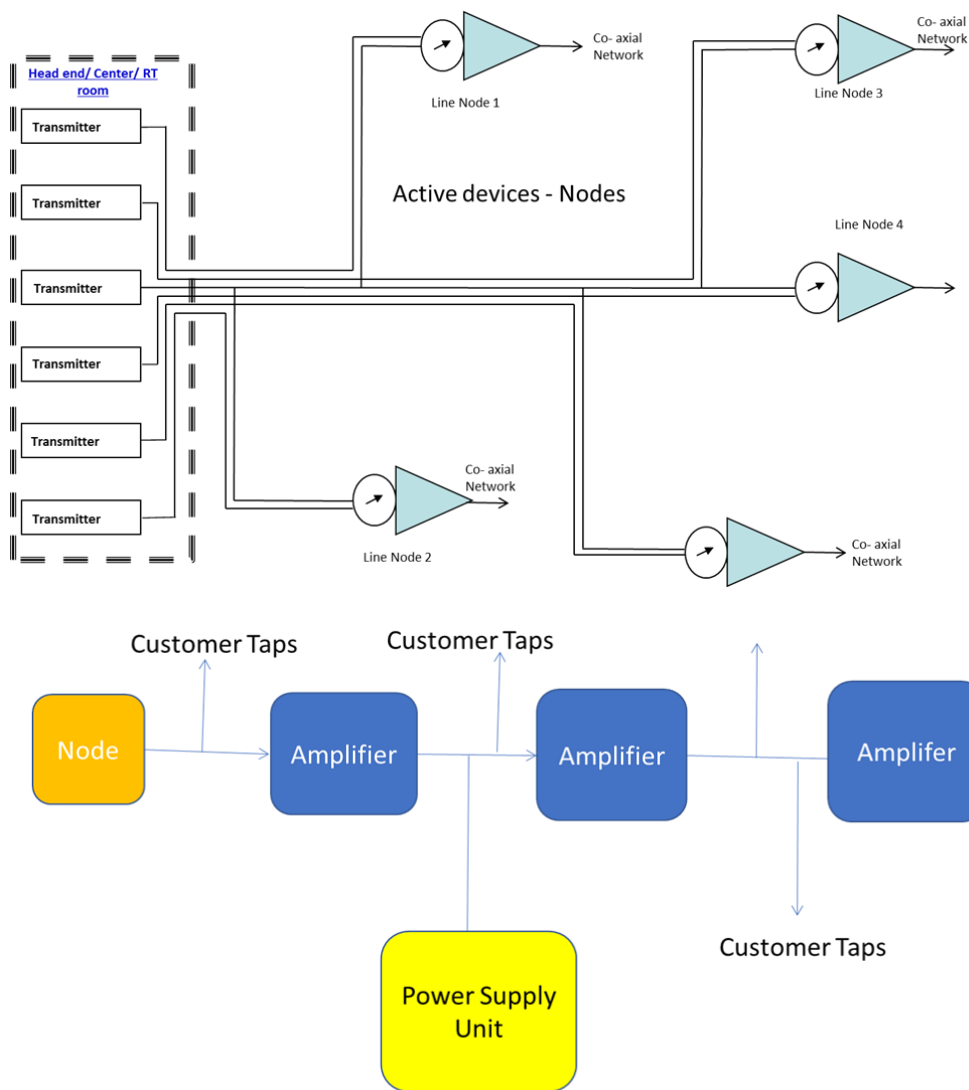 Head end/ Center/ RT
room
Transmitter
Transmitter
Transmitter
Transmitter
Transmitter
Transmitter
Co- axial
Network
Line Node 1
Co- axial
Network
Line Node 3
Active devices - Nodes
Line Node 4
Co- axial
Network
Line Node 2
Co- axial
Network
Customer Taps
Customer Taps
Node
Amplifier
Amplifier
Amplifer
Power Supply
Unit
Customer Taps